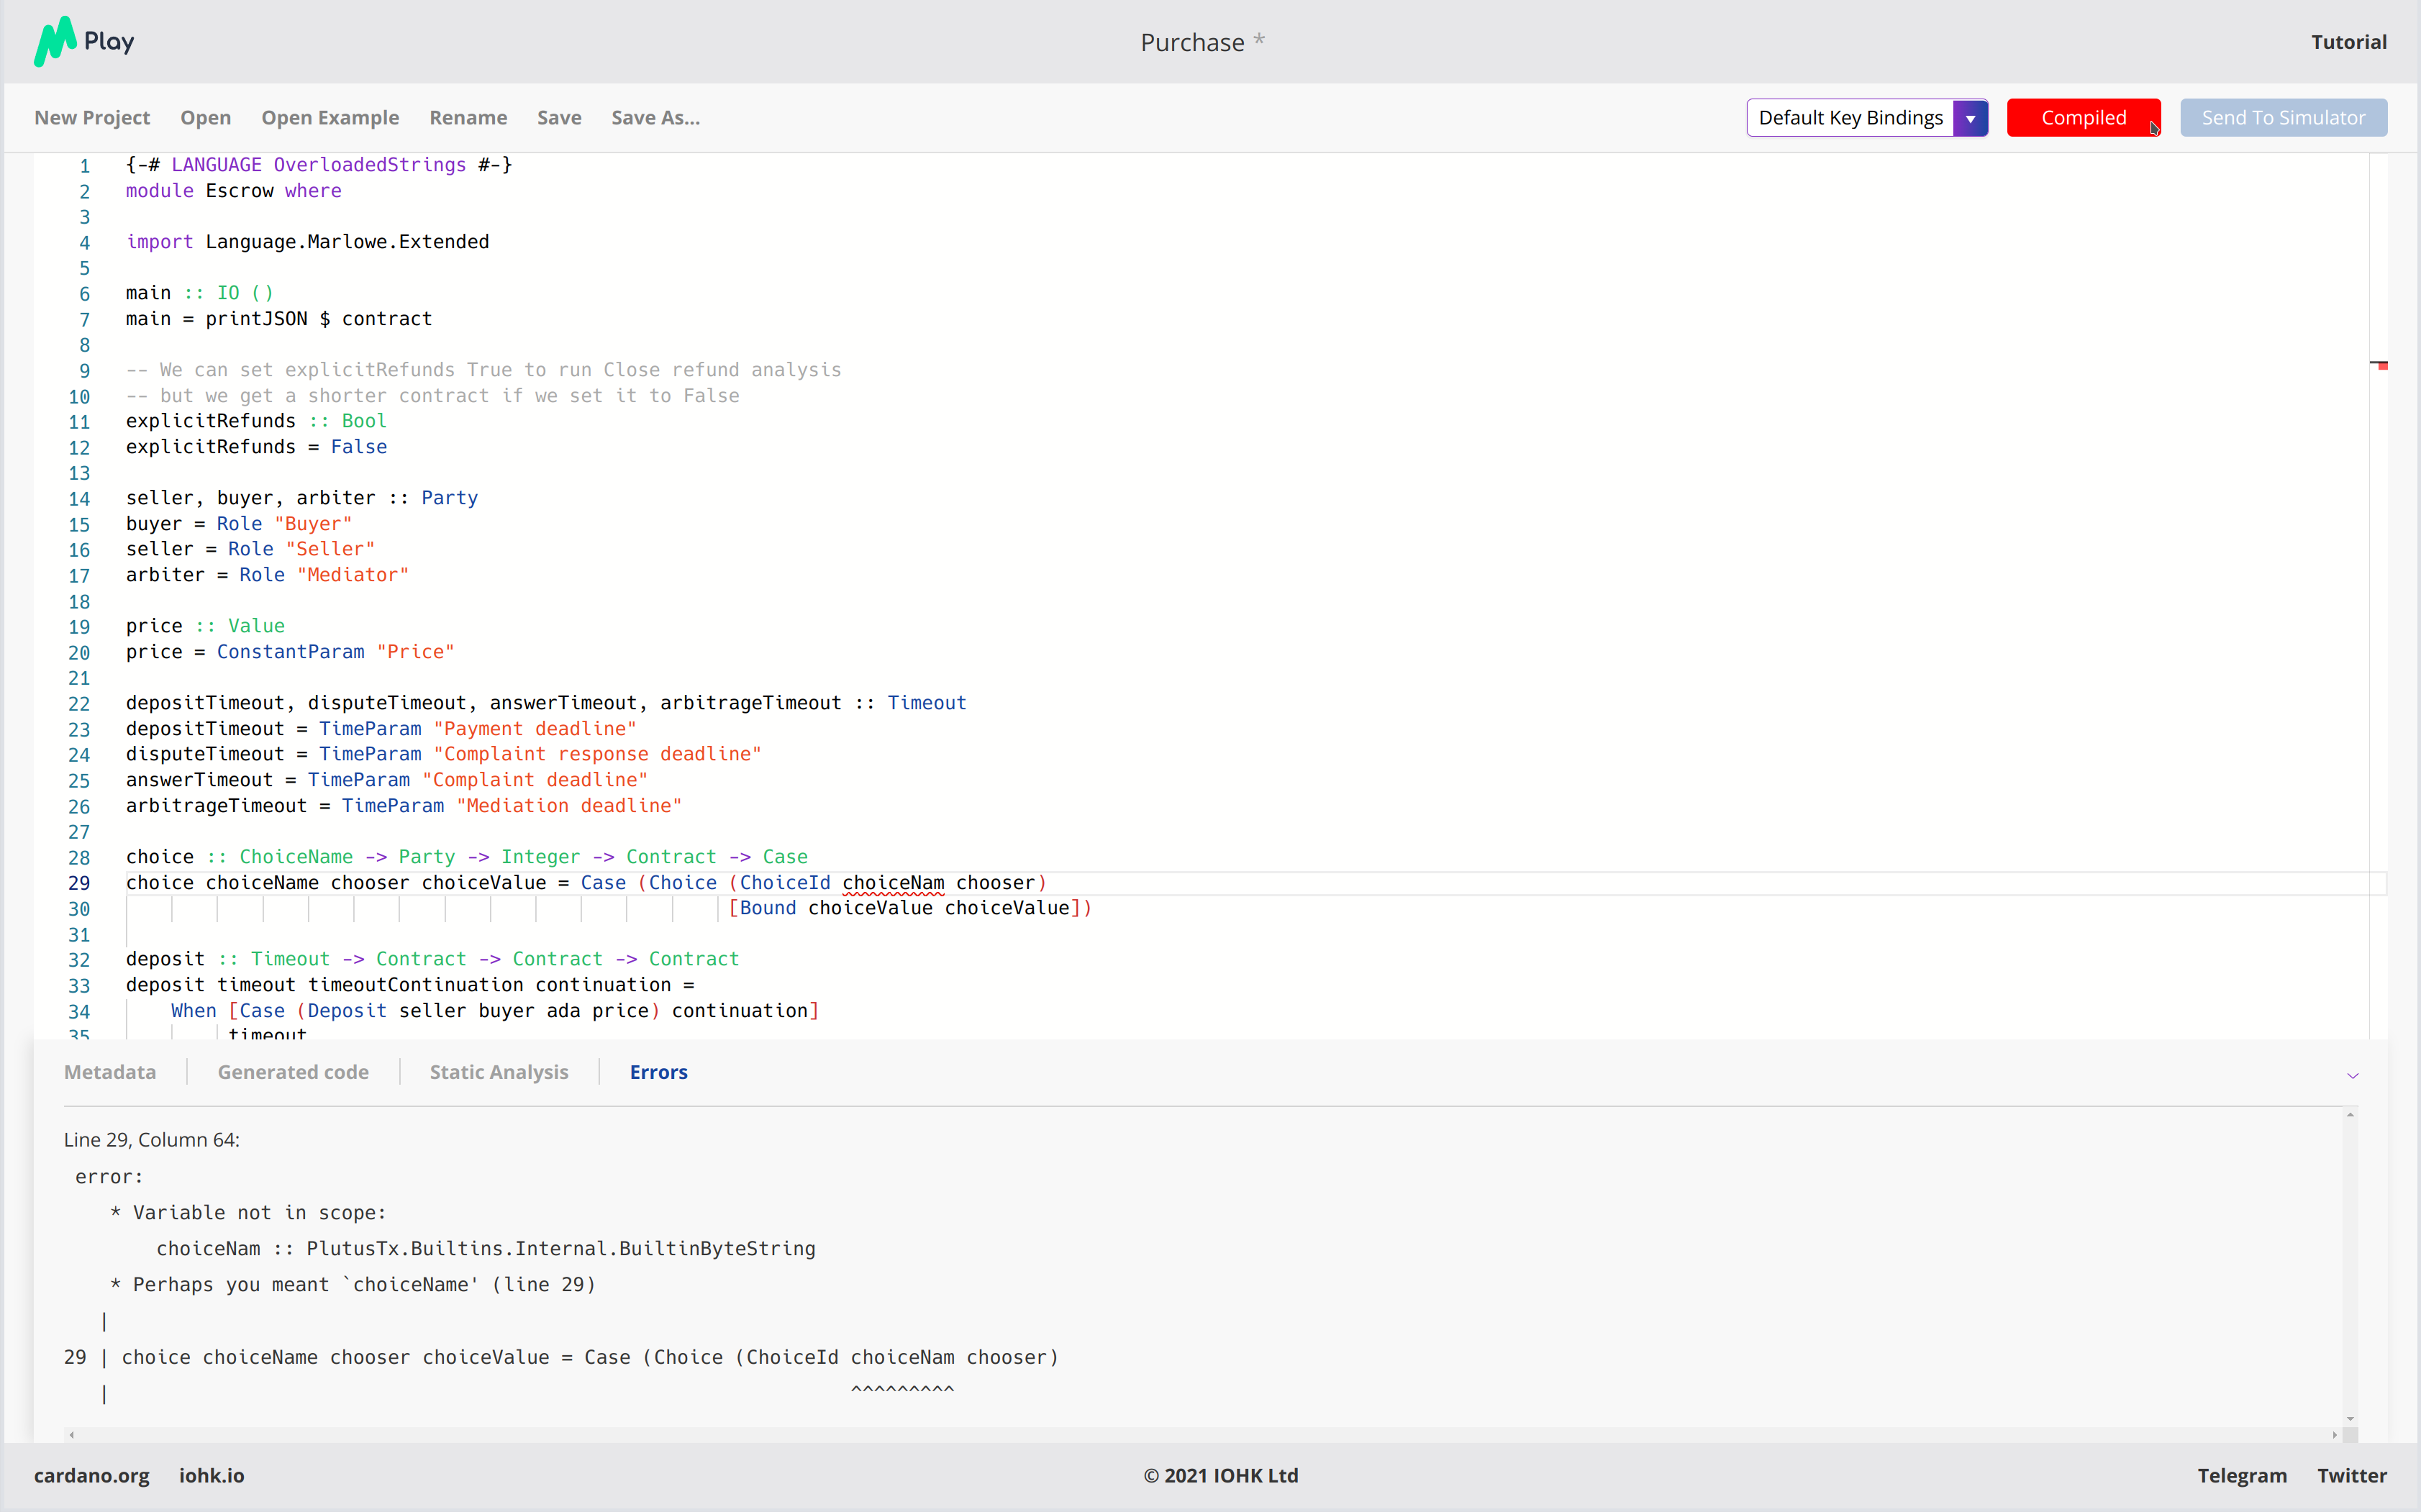 Play
Purchase *
Tutorial
New Project Open Open Example Rename Save Save As...
Default Key Bindings Compiled Send To Simulator
1 {-# LANGUAGE OverloadedStrings #-}
2 module Escrow where
3
4 import Language.Marlowe.Extended
5
6 main :: IO ()
7 main = printJSON $ contract
8
9 -- We can set explicitRefunds True to run Close refund analysis
10 -- but we get a shorter contract if we set it to False
11 explicitRefunds :: Bool
12 explicitRefunds = False
13
14 seller, buyer, arbiter :: Party
15 buyer = Role "Buyer"
16 seller = Role "Seller"
17 arbiter = Role "Mediator"
18
19 price :: Value
20 price = ConstantParam "Price"
21
22 depositTimeout, disputeTimeout, answerTimeout, arbitrageTimeout :: Timeout
23 depositTimeout = TimeParam "Payment deadline"
24 disputeTimeout = TimeParam "Complaint response deadline"
25 answerTimeout = TimeParam "Complaint deadline"
26 arbitrageTimeout = TimeParam "Mediation deadline"
27
28 choice :: ChoiceName -> Party -> Integer -> Contract -> Case
29 choice choiceName chooser choiceValue = Case (Choice (ChoiceId choiceNam chooser)
30 [Bound choiceValue choiceValue])
31
32 deposit :: Timeout -> Contract -> Contract -> Contract
33 deposit timeout timeoutContinuation continuation =
34 When [Case (Deposit seller buyer ada price) continuation]
35 timeout
Metadata Generated code Static Analysis Errors
Line 29, Column 64:
error:
* Variable not in scope:
choiceNam :: PlutusTx.Builtins.Internal.BuiltinByteString
* Perhaps you meant `choiceName' (line 29)
|
29 | choice choiceName chooser choiceValue = Case (Choice (ChoiceId choiceNam chooser)
| ^^^^^^^^^
cardano.org iohk.io
© 2021 IOHK Ltd
Telegram Twitter